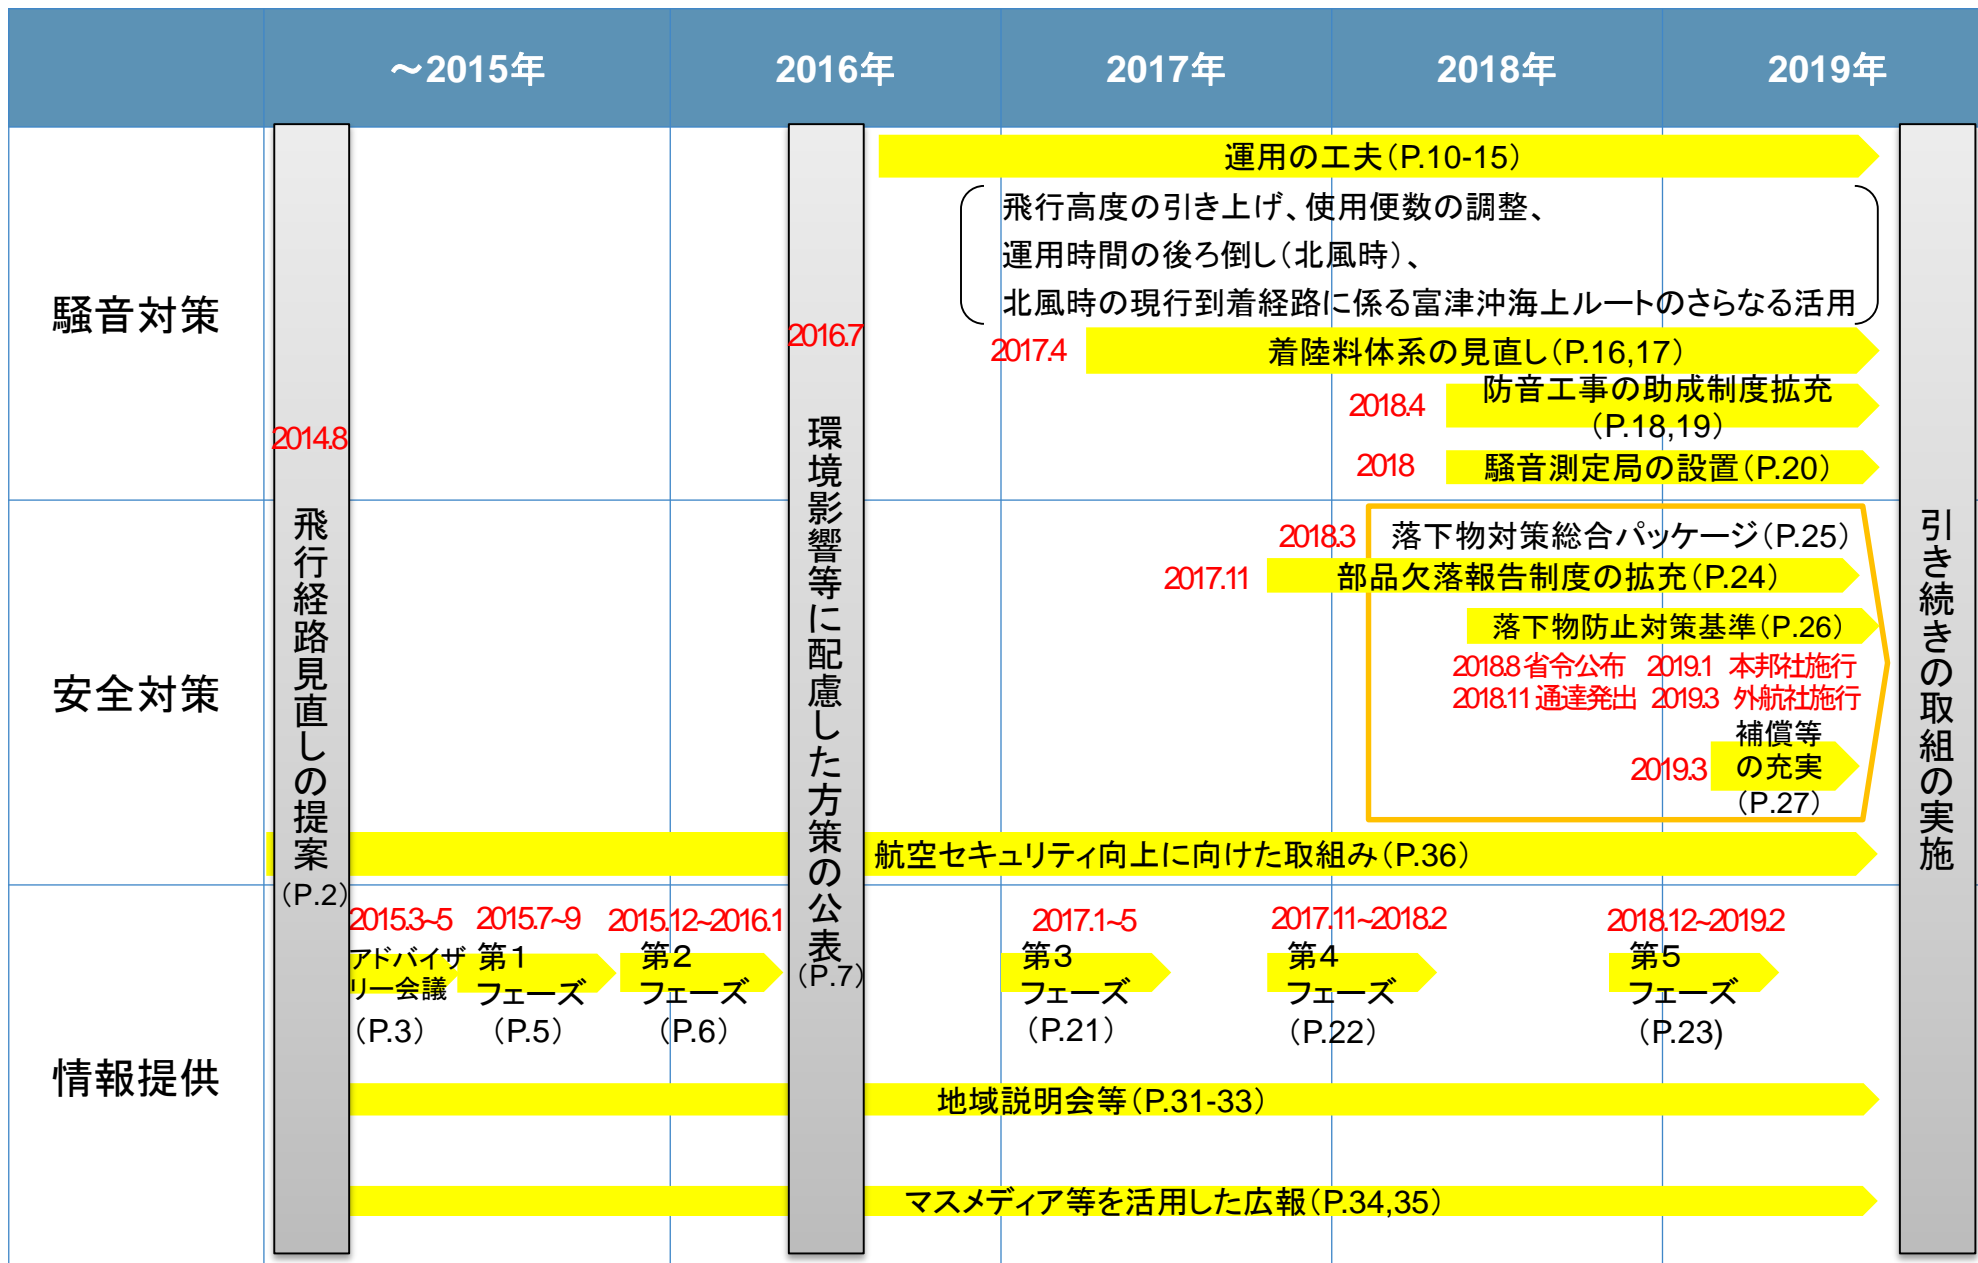 ～2015年
2016年
2017年
2018年
2019年
騒音対策
安全対策
情報提供
2014.8
飛行経路見直しの提案
（P.2）
2016.7
環境影響等に配慮した方策の公表
（P.7）
引き続きの取組の実施
運用の工夫（P.10-15）
飛行高度の引き上げ、使用便数の調整、
運用時間の後ろ倒し（北風時）、
北風時の現行到着経路に係る富津沖海上ルートのさらなる活用
2017.4
着陸料体系の見直し（P.16,17）
2018.4
防音工事の助成制度拡充
（P.18,19）
2018
騒音測定局の設置（P.20）
2018.3
落下物対策総合パッケージ（P.25）
2017.11
部品欠落報告制度の拡充（P.24）
落下物防止対策基準（P.26）
2018.8 省令公布　2019.1　本邦社施行
2018.11 通達発出　2019.3　外航社施行
2019.3
補償等
の充実
（P.27）
航空セキュリティ向上に向けた取組み（P.36）
2015.3~5
アドバイザ
リー会議
（P.3）
2015.7~9
第１
フェーズ
（P.5）
2015.12~2016.1
第２
フェーズ
（P.6）
2017.1~5
第３
フェーズ
（P.21）
2017.11~2018.2
第４
フェーズ
（P.22）
2018.12~2019.2
第５
フェーズ
（P.23)
地域説明会等（P.31-33）
マスメディア等を活用した広報（P.34,35）